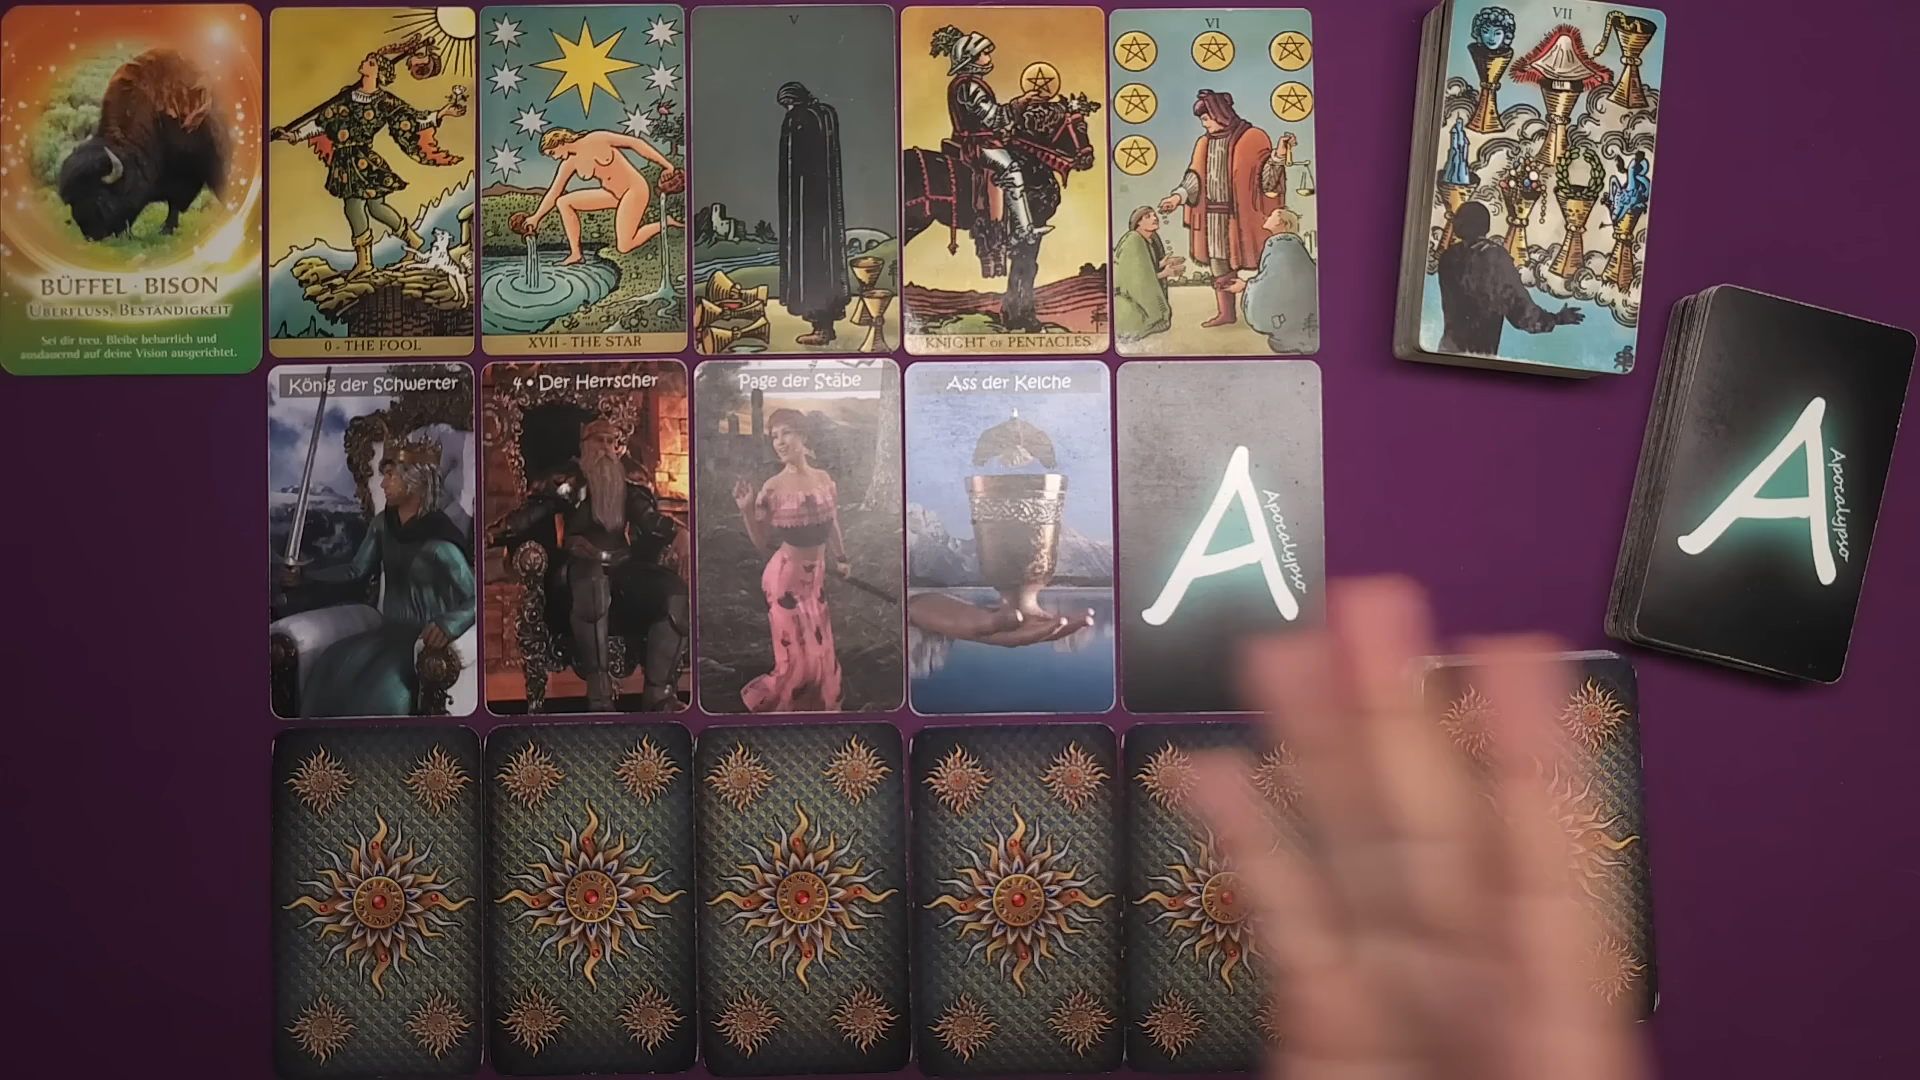 BÜFFEL · BISON
ÜBERFLUSS, BESTÄNDIGKEIT
Sei dir treu. Bleibe beharrlich und
ausdauernd auf deine Vision ausgerichtet.
0 - THE FOOL
XVII - THE STAR
V
KNIGHT OF PENTACLES
VI
VII
König der Schwerter
4 • Der Herrscher
Page der Stäbe
Ass der Kelche
A
Apocalypso
A
Apocalypso